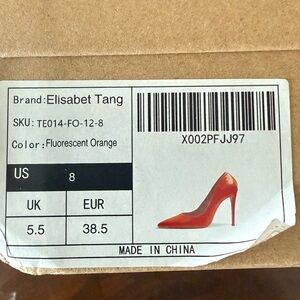 Brand:Elisabet Tang
SKU: TE014-FO-12-8
Color:Fluorescent Orange
X002PFJJ97
US 8
UK EUR
5.5 38.5
MADE IN CHINA